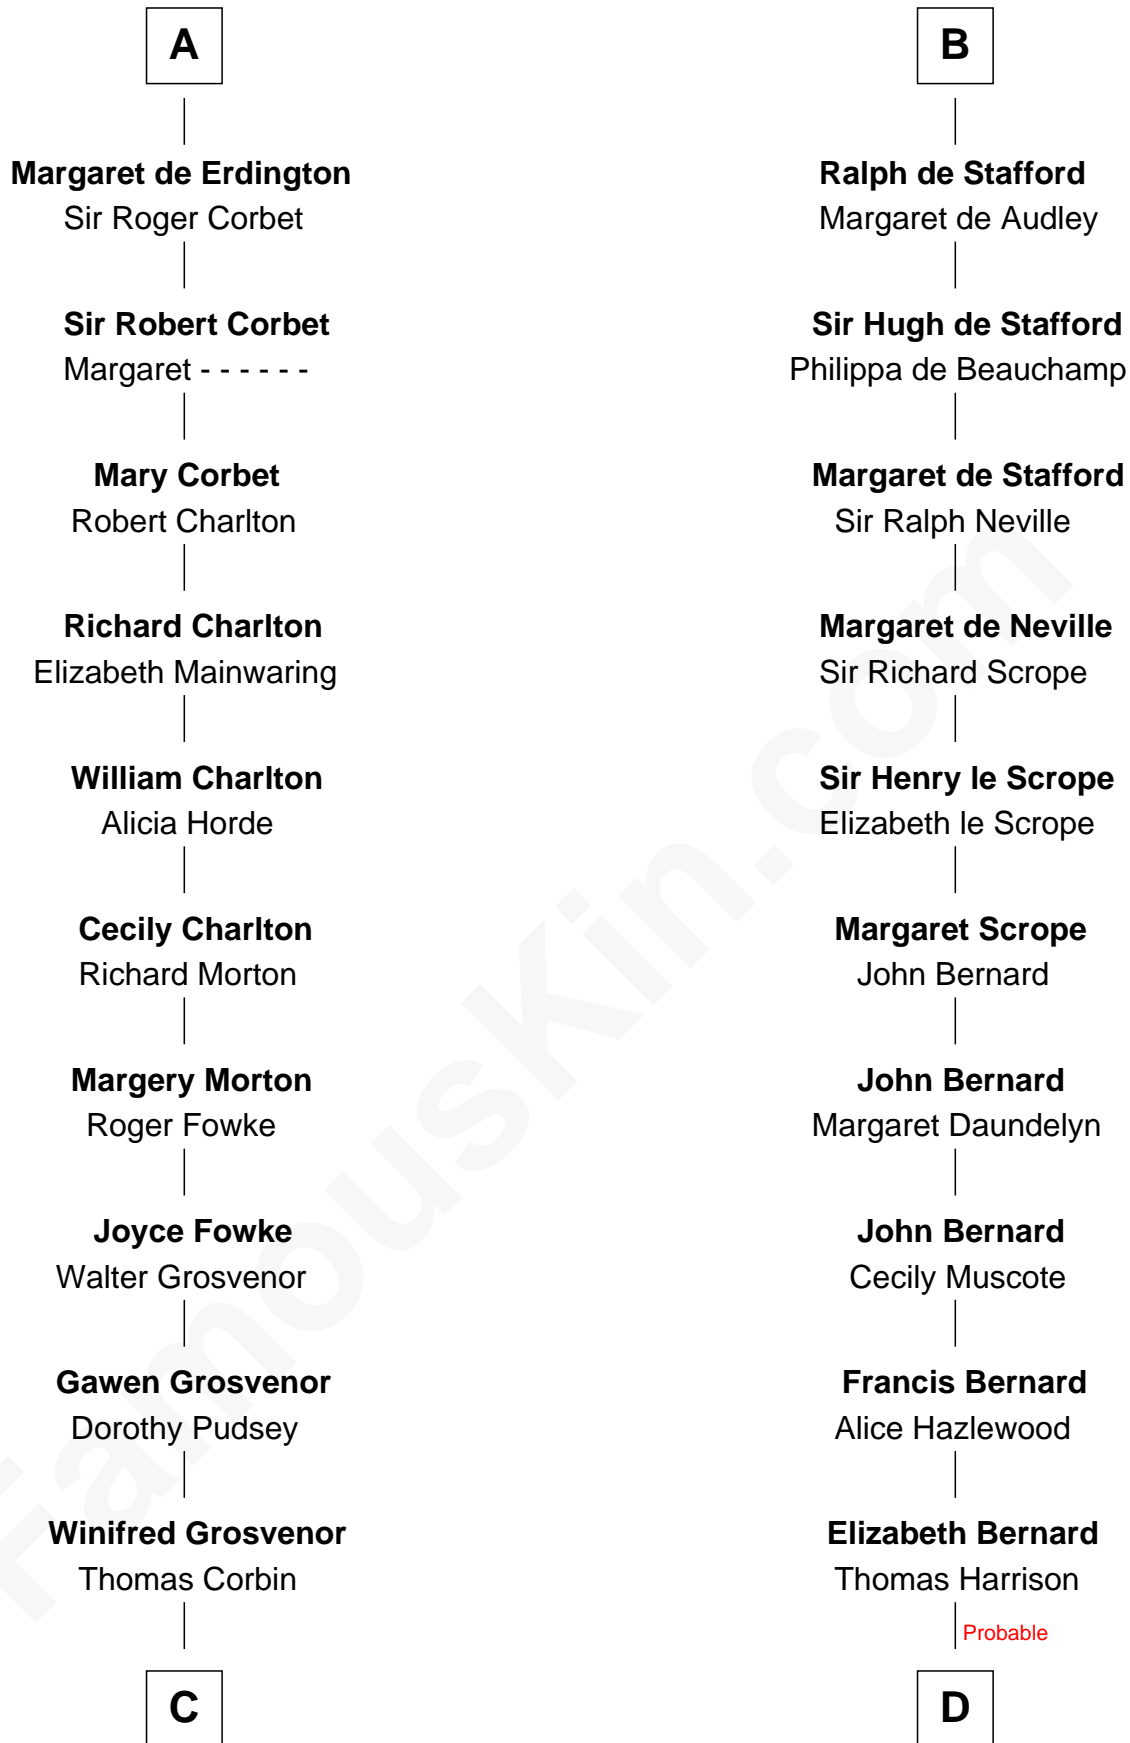 A
Margaret de Erdington
Sir Roger Corbet
Sir Robert Corbet
Margaret - - - - - -
Mary Corbet
Robert Charlton
Richard Charlton
Elizabeth Mainwaring
William Charlton
Alicia Horde
Cecily Charlton
Richard Morton
Margery Morton
Roger Fowke
Joyce Fowke
Walter Grosvenor
Gawen Grosvenor
Dorothy Pudsey
Winifred Grosvenor
Thomas Corbin
C
B
Ralph de Stafford
Margaret de Audley
Sir Hugh de Stafford
Philippa de Beauchamp
Margaret de Stafford
Sir Ralph Neville
Margaret de Neville
Sir Richard Scrope
Sir Henry le Scrope
Elizabeth le Scrope
Margaret Scrope
John Bernard
John Bernard
Margaret Daundelyn
John Bernard
Cecily Muscote
Francis Bernard
Alice Hazlewood
Elizabeth Bernard
Thomas Harrison
Probable
D
FamousKin.com